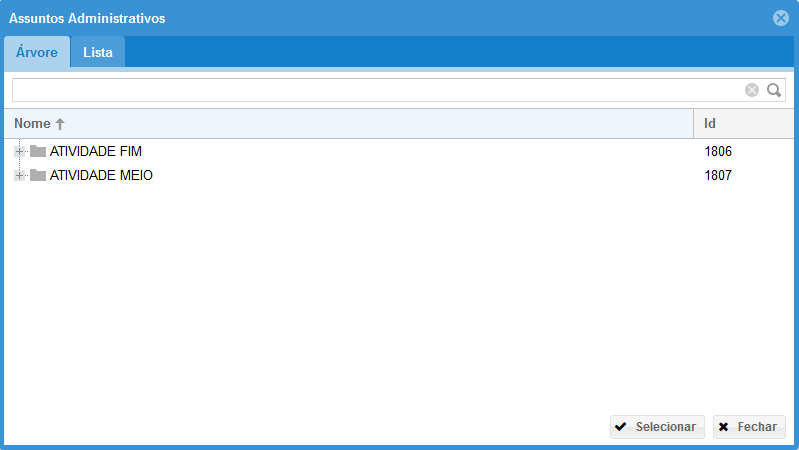 Assuntos Administrativos
Árvore Lista
Nome Id
ATIVIDADE FIM 1806
ATIVIDADE MEIO 1807
Selecionar Fechar